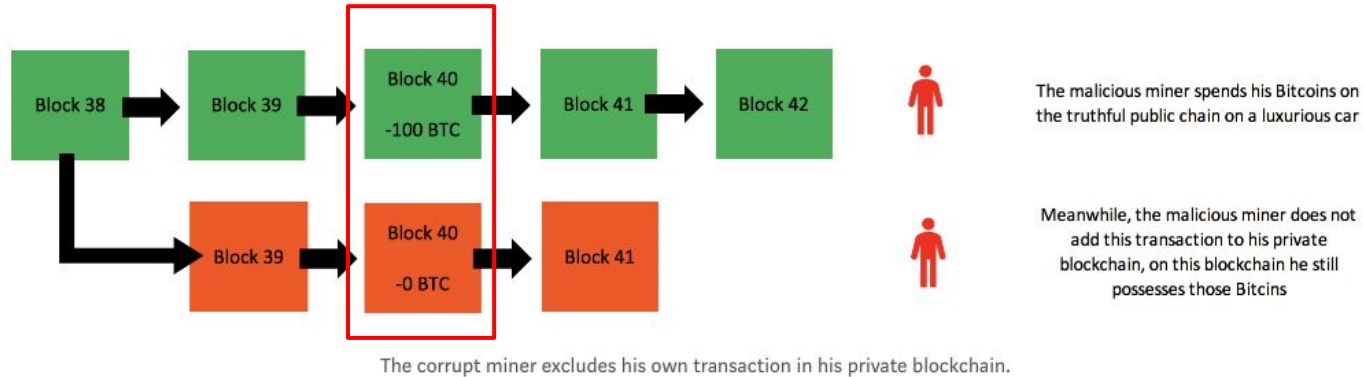 Block 38
Block 39
Block 40
-100 BTC
Block 41
Block 42
The malicious miner spends his Bitcoins on
the truthful public chain on a luxurious car
Block 39
Block 40
-0 BTC
Block 41
Meanwhile, the malicious miner does not
add this transaction to his private
blockchain, on this blockchain he still
possesses those Bitcins
The corrupt miner excludes his own transaction in his private blockchain.